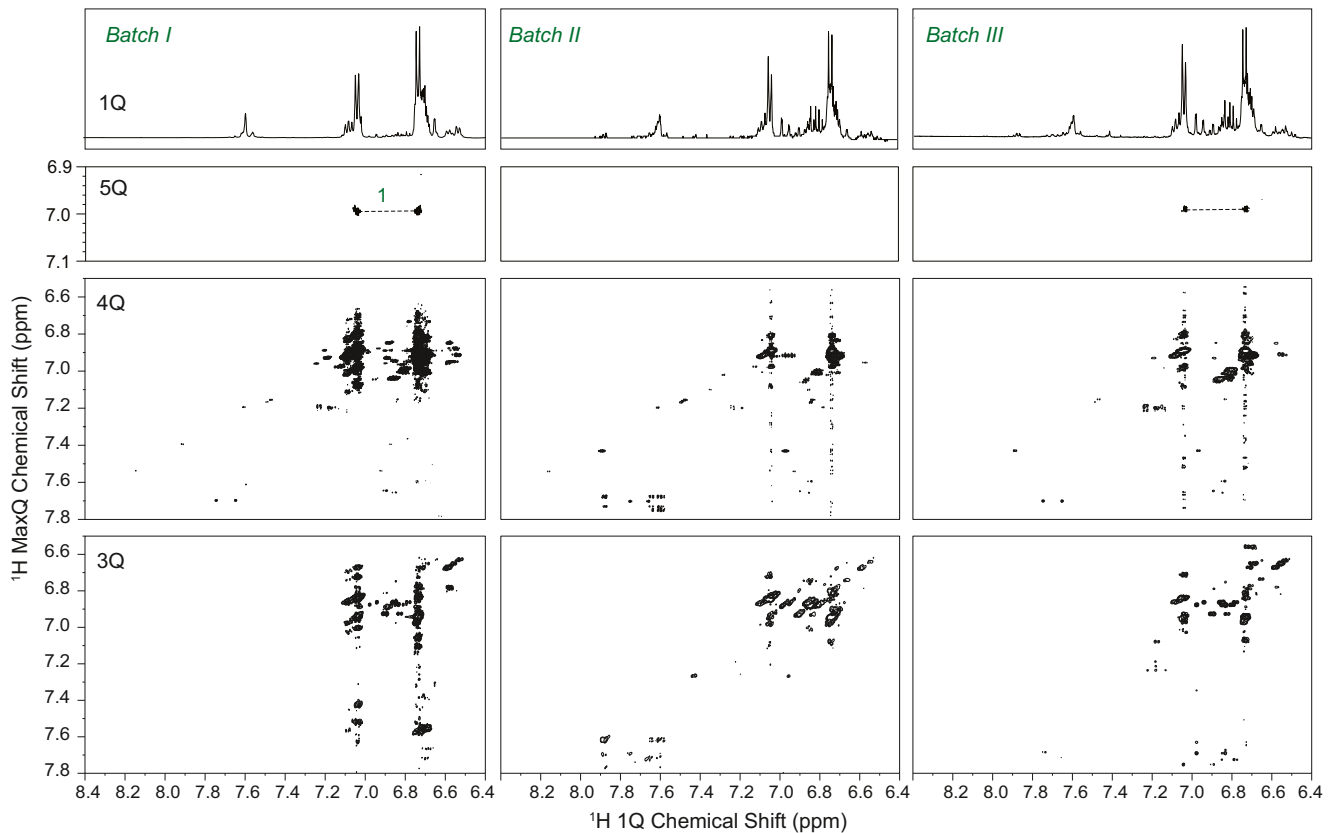 Batch I
Batch II
Batch III
1Q
6.9
7.0
7.1
5Q
1
6.6
6.8
7.0
7.2
7.4
7.6
7.8
4Q
6.6
6.8
7.0
7.2
7.4
7.6
7.8
3Q
8.4 8.2 8.0 7.8 7.6 7.4 7.2 7.0 6.8 6.6 6.4
8.2 8.0 7.8 7.6 7.4 7.2 7.0 6.8 6.6 6.4
8.2 8.0 7.8 7.6 7.4 7.2 7.0 6.8 6.6 6.4
¹H MaxQ Chemical Shift (ppm)
¹H 1Q Chemical Shift (ppm)